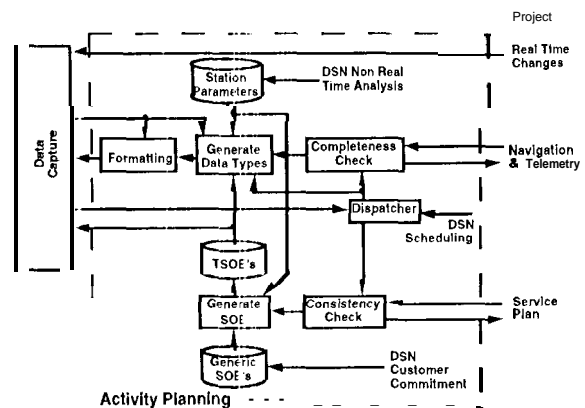 Project
Real Time
Changes
Station
Parameters
DSN Non Real
Time Analysis
Data
Capture
Formatting
Generate
Data Types
Completeness
Check
Navigation
& Telemetry
Dispatcher
DSN
Scheduling
TSOE's
Generate
SOE
Consistency
Check
Service
Plan
Generic
SOE's
DSN
Customer
Commitment
Activity Planning